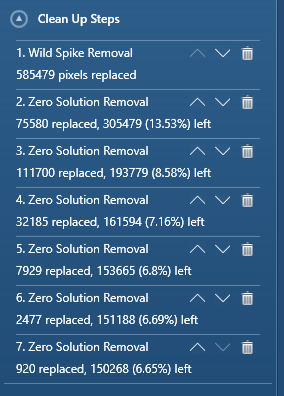 Clean Up Steps
1. Wild Spike Removal
585479 pixels replaced
2. Zero Solution Removal
75580 replaced, 305479 (13.53%) left
3. Zero Solution Removal
111700 replaced, 193779 (8.58%) left
4. Zero Solution Removal
32185 replaced, 161594 (7.16%) left
5. Zero Solution Removal
7929 replaced, 153665 (6.8%) left
6. Zero Solution Removal
2477 replaced, 151188 (6.69%) left
7. Zero Solution Removal
920 replaced, 150268 (6.65%) left